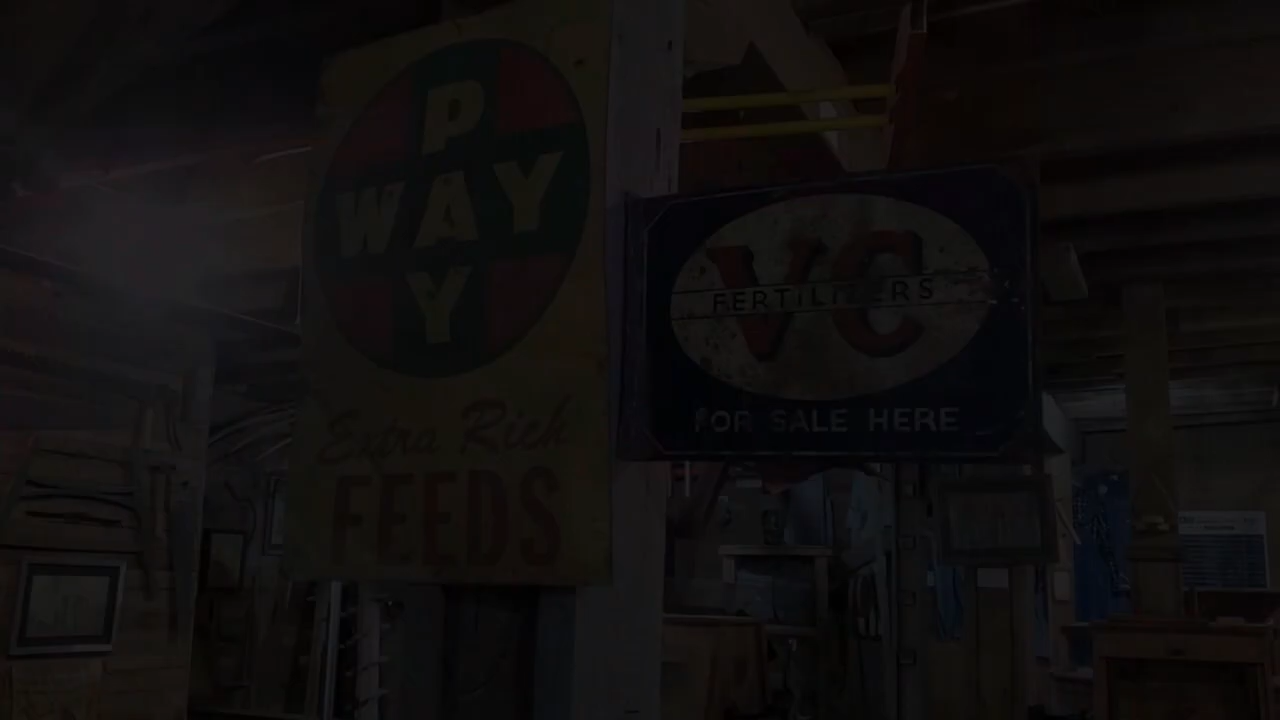 P
WAY
Y
Extra Rich
FEEDS
VC
FERTILIZERS
FOR SALE HERE